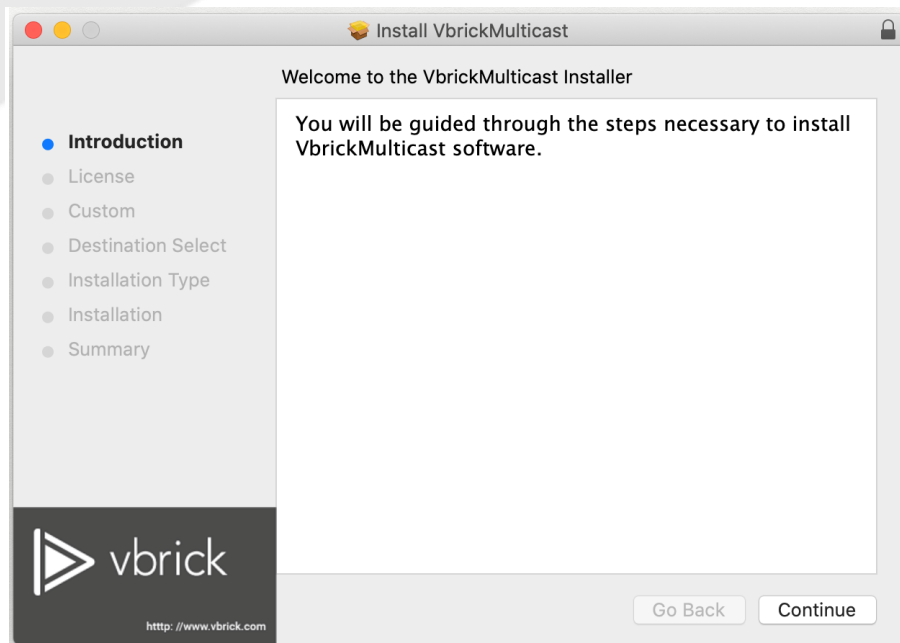 Install VbrickMulticast
Welcome to the VbrickMulticast Installer
Introduction
License
Custom
Destination Select
Installation Type
Installation
Summary
You will be guided through the steps necessary to install
VbrickMulticast software.
vbrick
htttp: //www.vbrick.com
Go Back
Continue